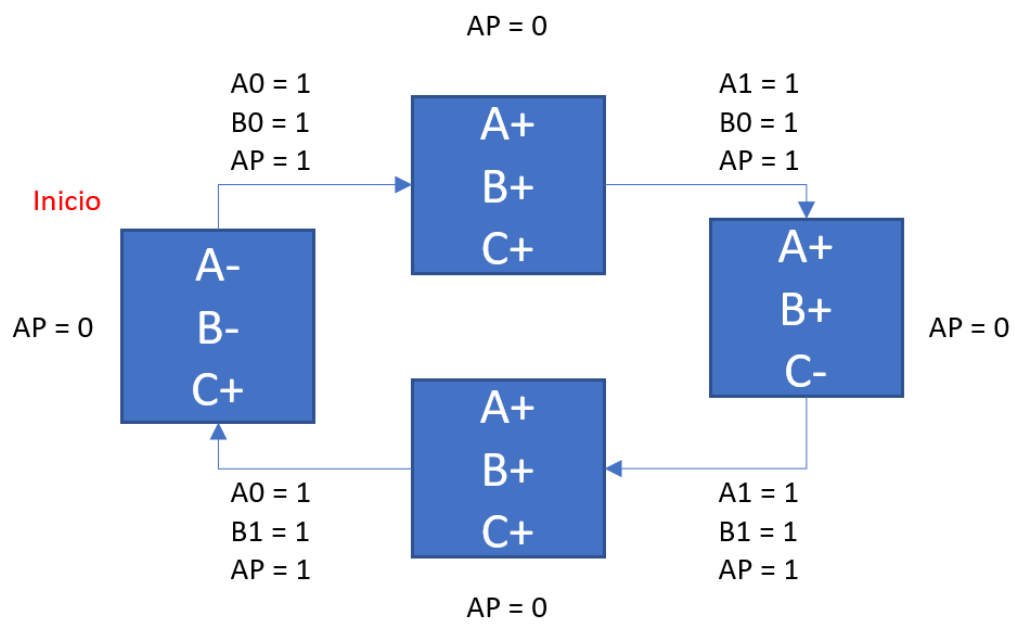 AP = 0
A0 = 1
B0 = 1
AP = 1
A+
B+
C+
A1 = 1
B0 = 1
AP = 1
Inicio
A-
B-
C+
AP = 0
A+
B+
C-
AP = 0
A+
B+
C+
A0 = 1
B1 = 1
AP = 1
A1 = 1
B1 = 1
AP = 1
AP = 0